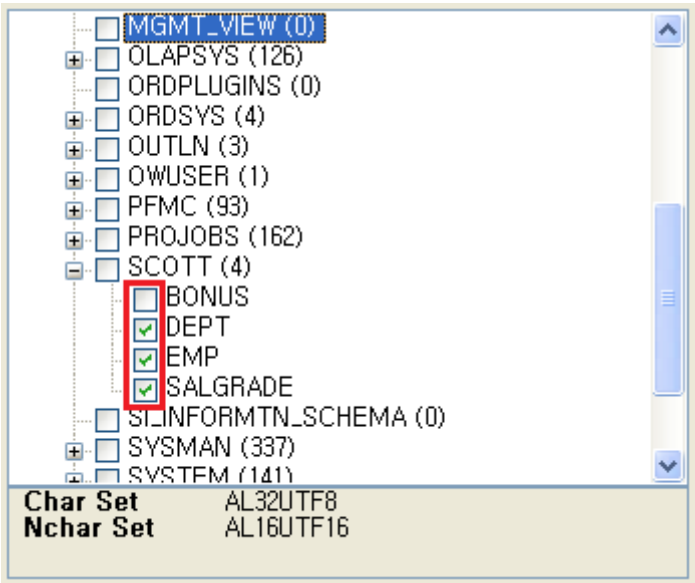 MGMT_VIEW (0)
OLAPSYS (126)
ORDPLUGINS (0)
ORDSYS (4)
OUTLN (3)
OWUSER (1)
PFMC (93)
PROJOBS (162)
SCOTT (4)
BONUS
DEPT
EMP
SALGRADE
SI_INFORMTN_SCHEMA (0)
SYSMAN (337)
SYSTEM (141)
Char Set AL32UTF8
Nchar Set AL16UTF16